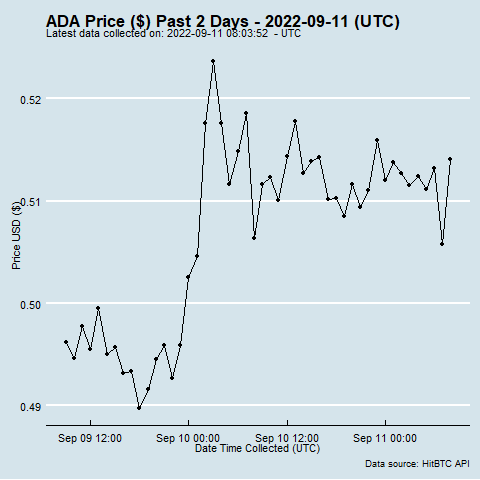 ADA Price ($) Past 2 Days - 2022-09-11 (UTC)
Latest data collected on: 2022-09-11 08:03:52  - UTC
0.52
0.51
0.50
0.49
Price USD ($)
Sep 09 12:00
Sep 10 00:00
Sep 10 12:00
Sep 11 00:00
Date Time Collected (UTC)
Data source: HitBTC API